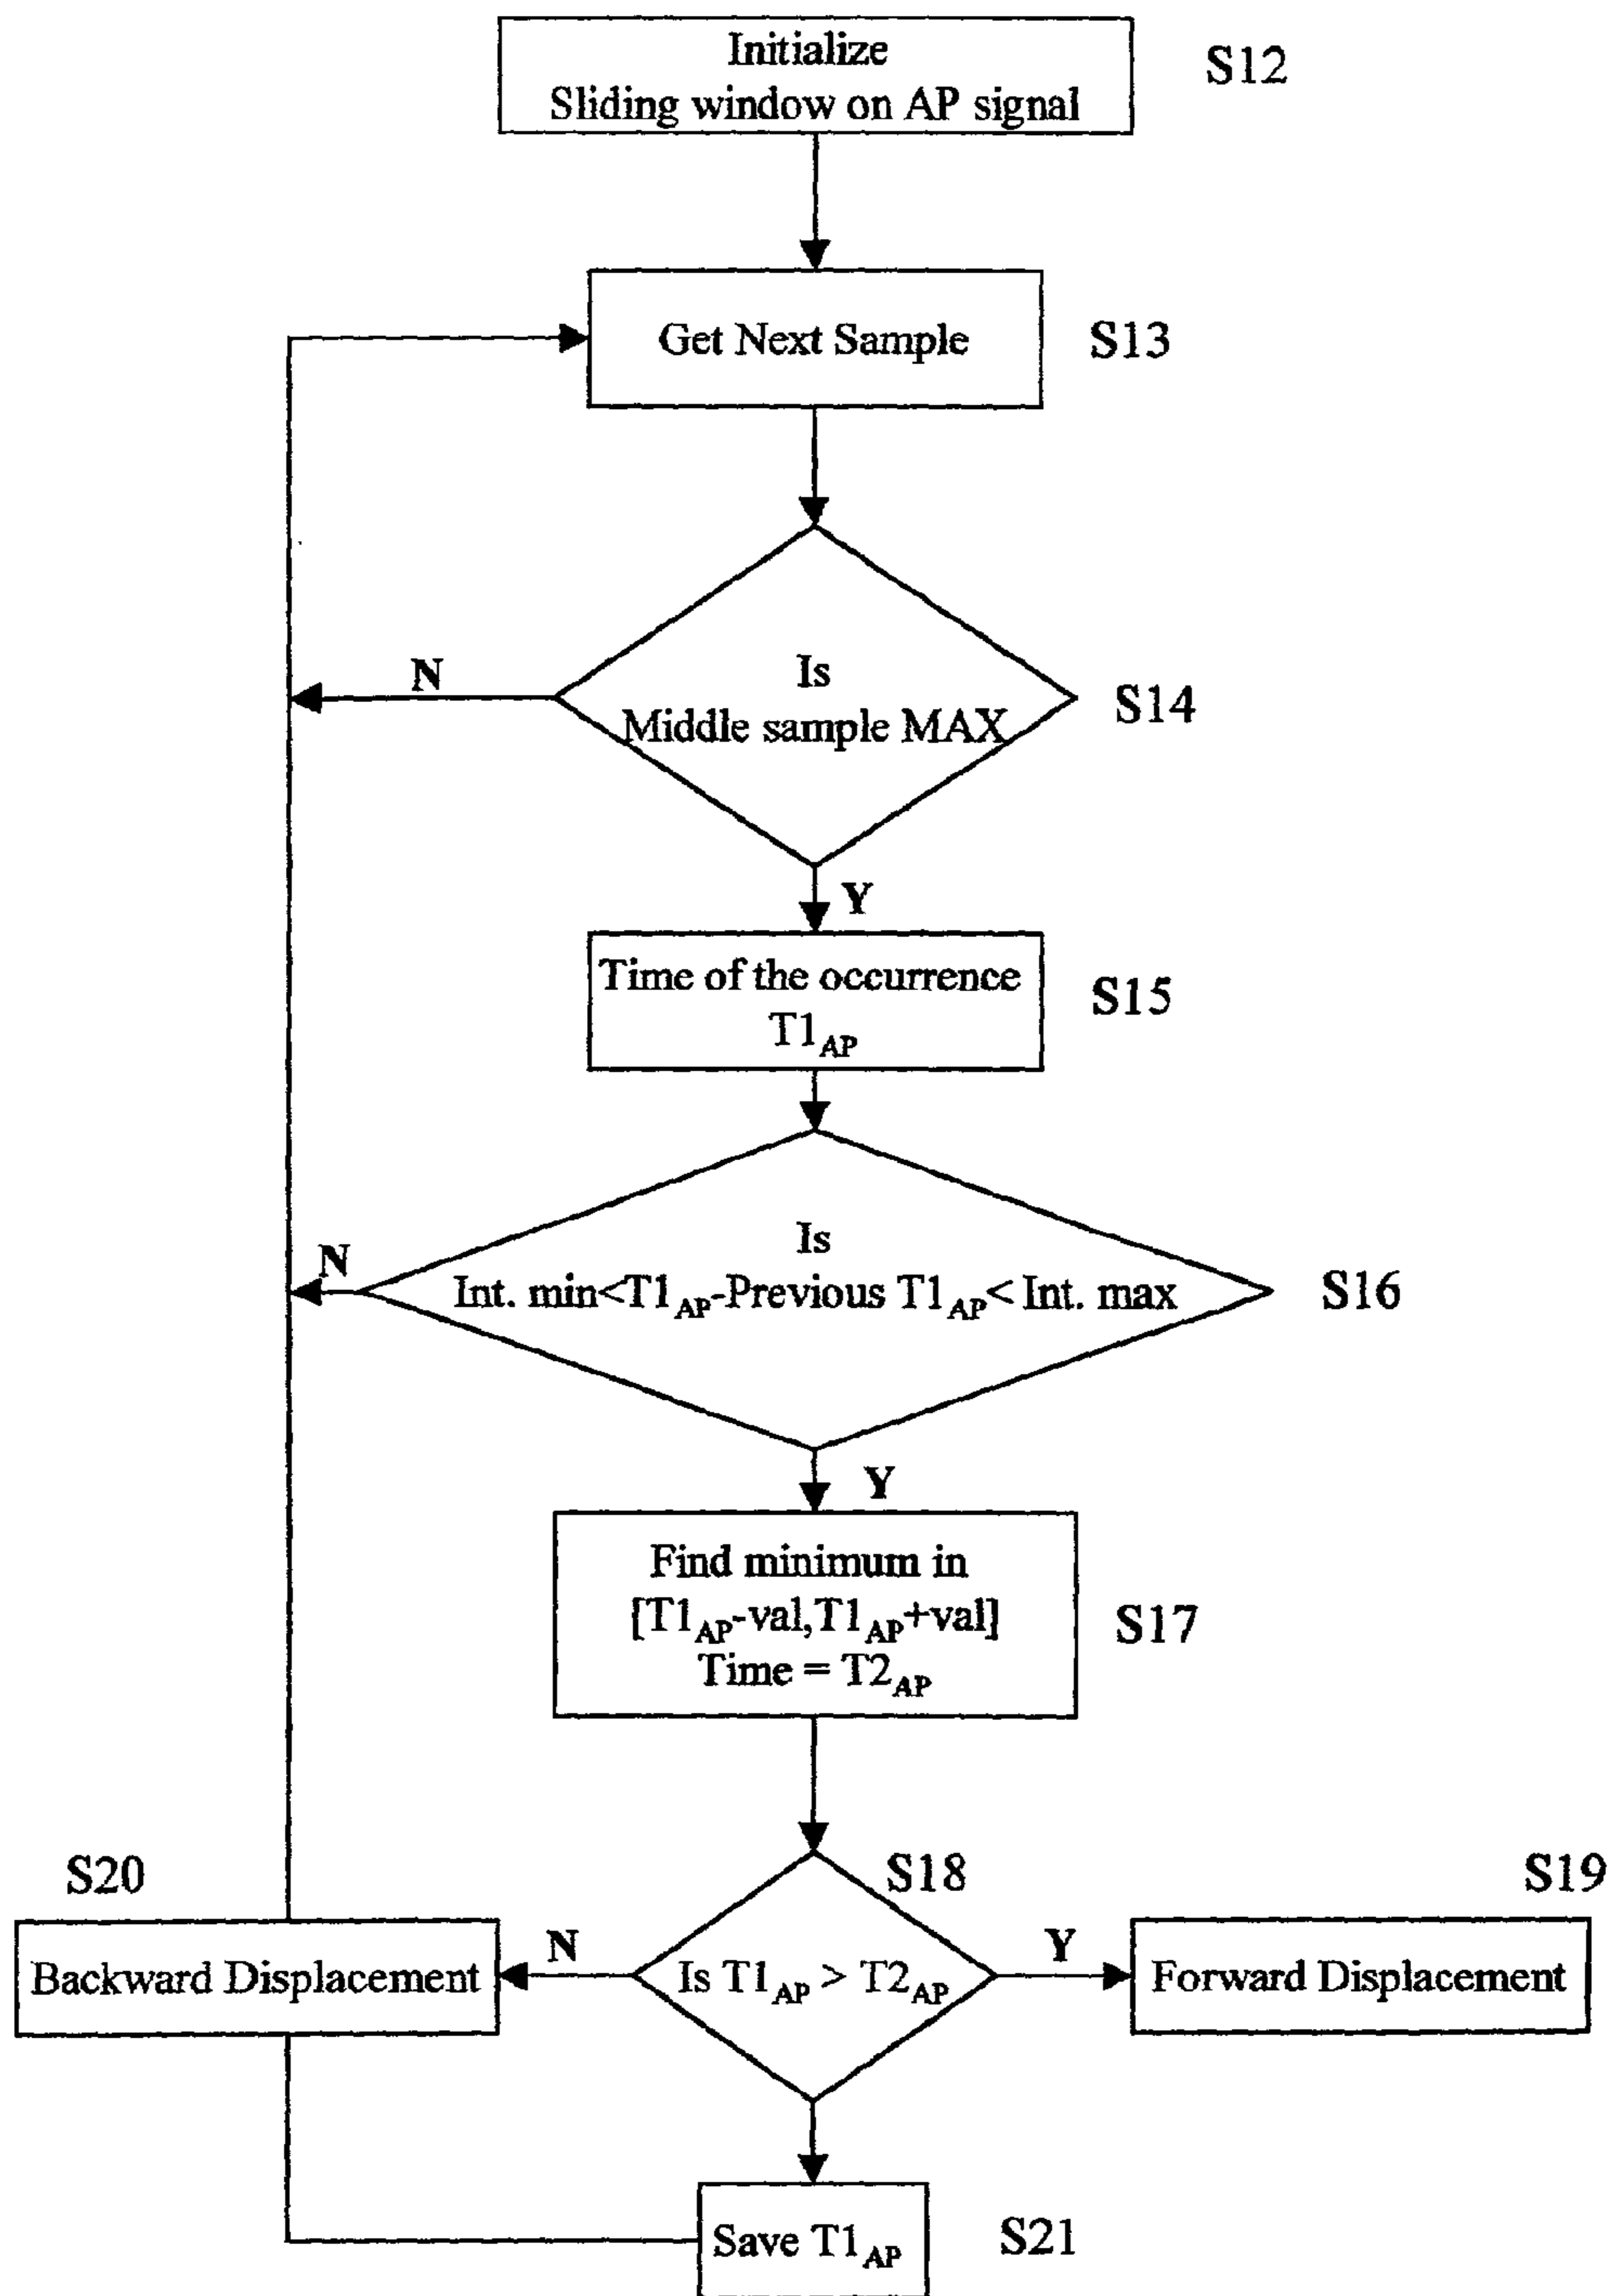 Initialize
Sliding window on AP signal
S12
Get Next Sample
S13
N
Is
Middle sample MAX
S14
Y
Time of the occurrence
T1AP
S15
N
Is
Int. min<T1AP-Previous T1AP< Int. max
S16
Y
Find minimum in
[T1AP-val,T1AP+val]
Time = T2AP
S17
S20
S18
S19
Backward Displacement
N
Is T1AP > T2AP
Y
Forward Displacement
Save T1AP
S21